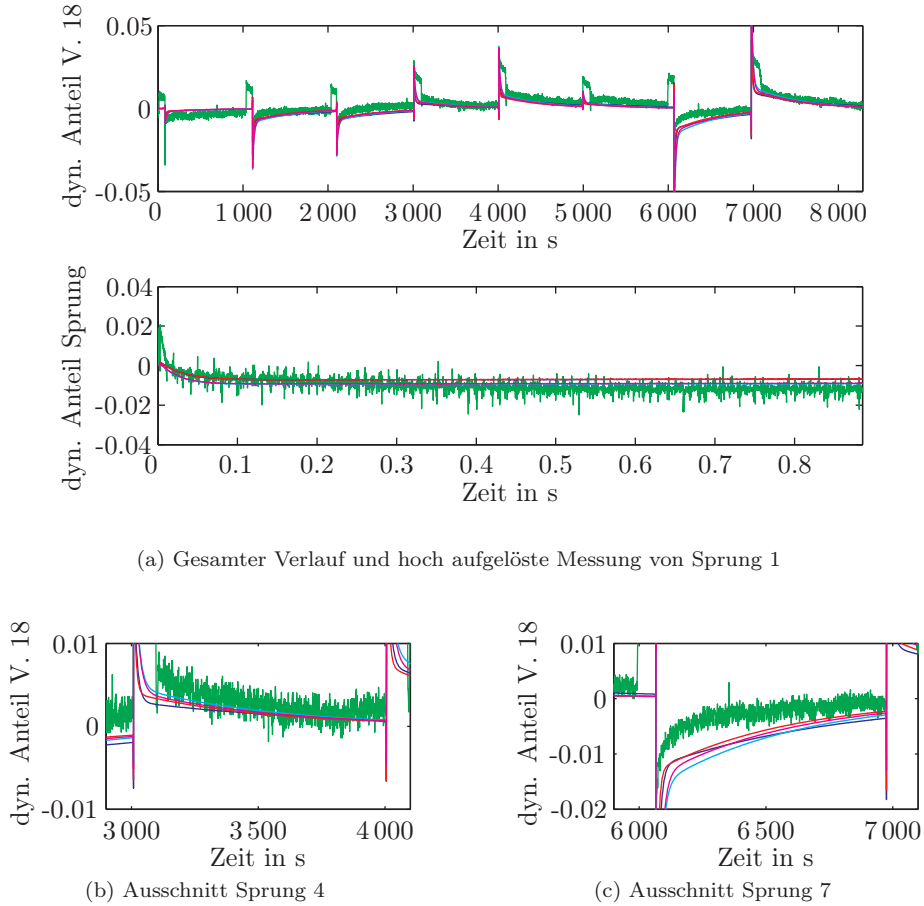 dyn. Anteil V. 18
0.05
0
-0.05
0 1 000 2 000 3 000 4 000 5 000 6 000 7 000 8 000
Zeit in s
dyn. Anteil Sprung
0.04
0.02
0
-0.02
-0.04
0 0.1 0.2 0.3 0.4 0.5 0.6 0.7 0.8
Zeit in s
(a) Gesamter Verlauf und hoch aufgelöste Messung von Sprung 1
dyn. Anteil V. 18
0.01
0
-0.01
3 000 3 500 4 000
Zeit in s
(b) Ausschnitt Sprung 4
dyn. Anteil V. 18
0.01
0
-0.01
-0.02
6 000 6 500 7 000
Zeit in s
(c) Ausschnitt Sprung 7